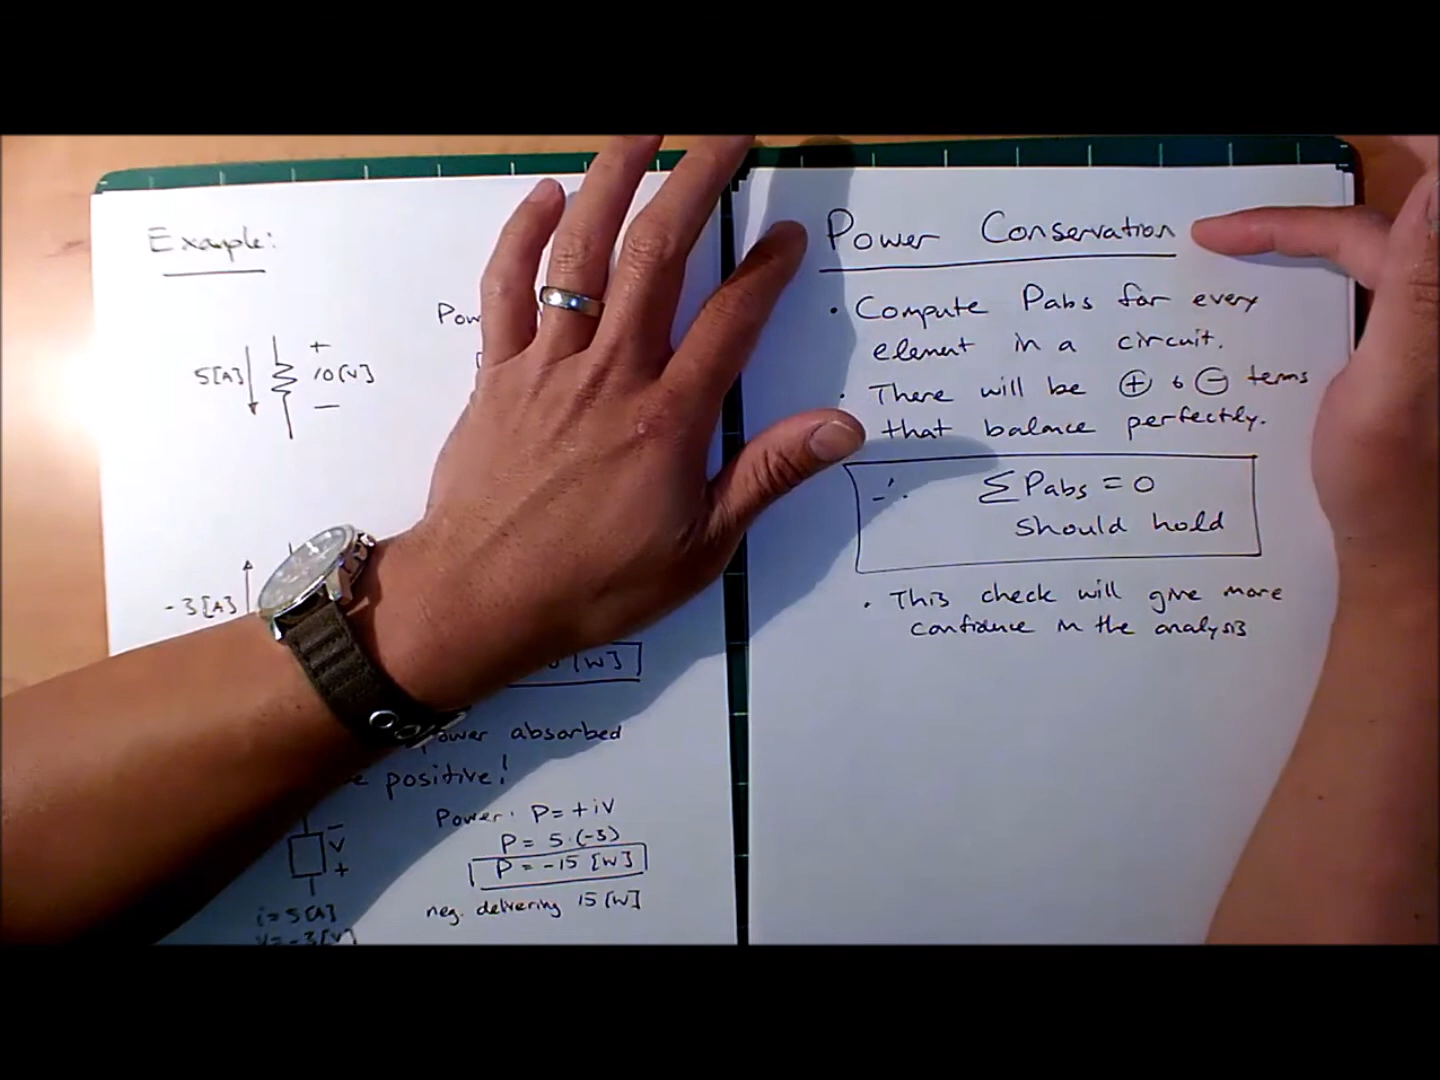 Example:
5[A]
+
10[V]
−
-3[A]
[W]]
power absorbed
positive!
−
V
+
i=5[A]
V=-3[V]
Power: P=+iV
P= 5·(-3)
P= -15 [W]
neg. delivering 15[W]
Power Conservation
• Compute Pabs for every
element in a circuit.
• There will be ⊕ & ⊖ terms
that balance perfectly.
∴ ΣPabs = 0
should hold
• This check will give more
confidence in the analysis